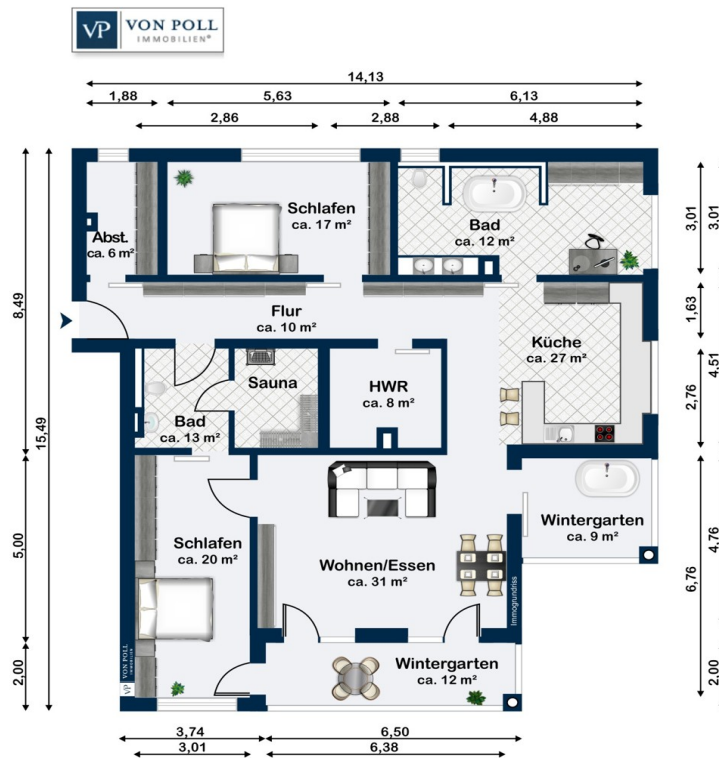 VP VON POLL
IMMOBILIEN®
14,13
1,88
5,63
6,13
2,86
2,88
4,88
Schlafen
ca. 17 m²
Abst.
ca. 6 m²
Bad
ca. 12 m²
3,01
3,01
8,49
15,49
Flur
ca. 10 m²
Küche
ca. 27 m²
1,63
4.51
2,76
Sauna
HWR
ca. 8 m²
Bad
ca. 13 m²
Schlafen
ca. 20 m²
Wohnen/Essen
ca. 31 m²
Wintergarten
ca. 9 m²
5,00
4.76
6,76
Immogrundriss
Wintergarten
ca. 12 m²
2,00
2.00
VP VON POLL
IMMOBILIEN
3,74
6,50
3,01
6,38